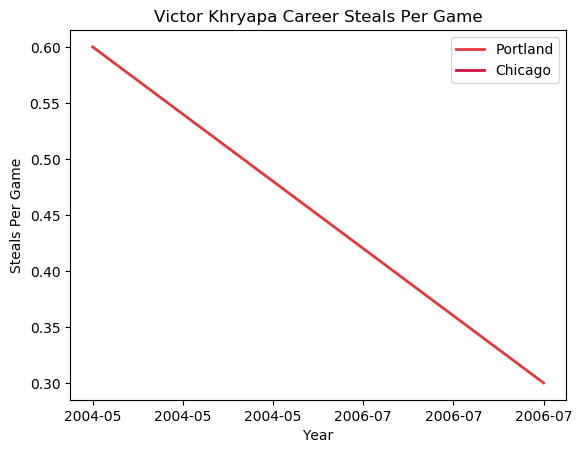 Victor Khryapa Career Steals Per Game
Portland
Chicago
0.60
0.55
0.50
0.45
0.40
0.35
0.30
Steals Per Game
2004-05 2004-05 2004-05 2006-07 2006-07 2006-07
Year